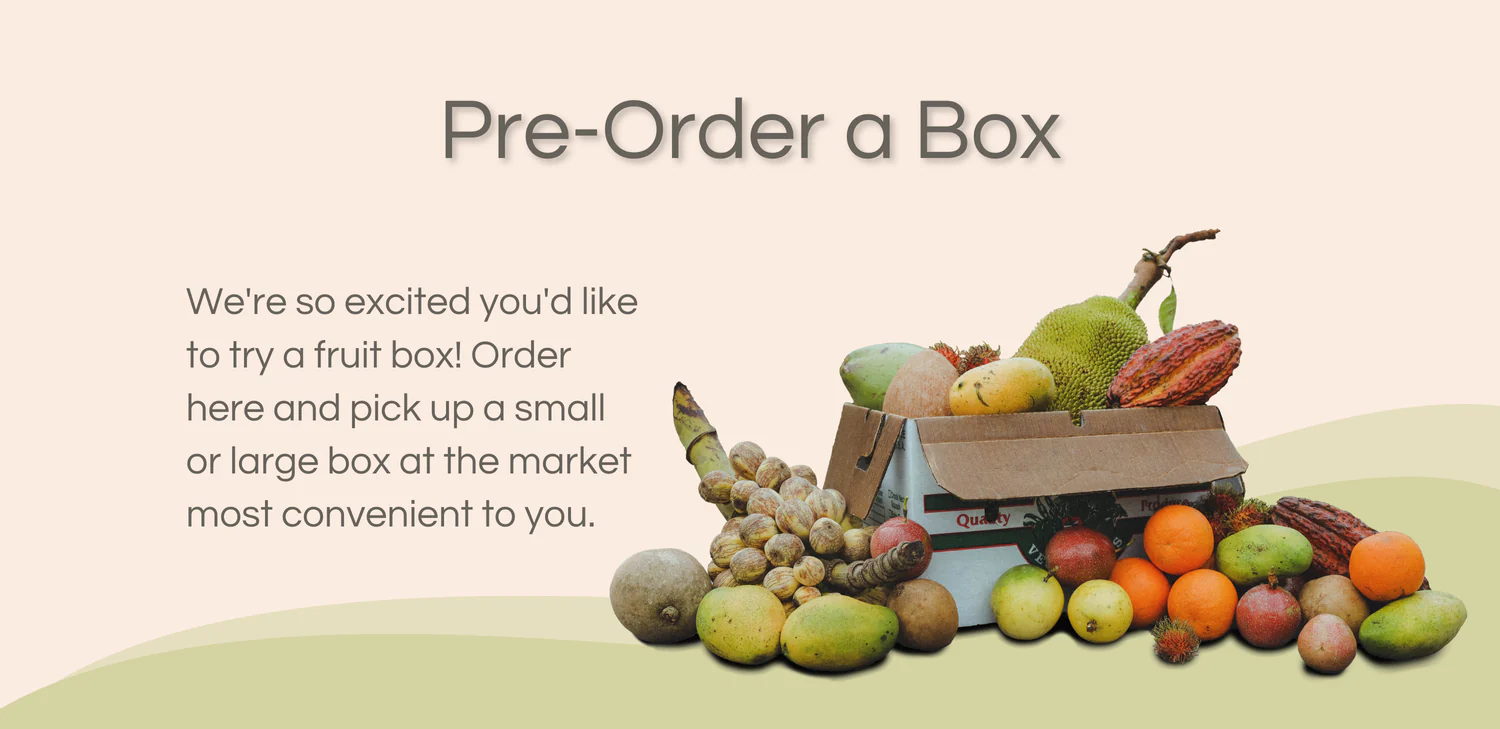 Pre-Order a Box
We're so excited you'd like
to try a fruit box! Order
here and pick up a small
or large box at the market
most convenient to you.
Quality